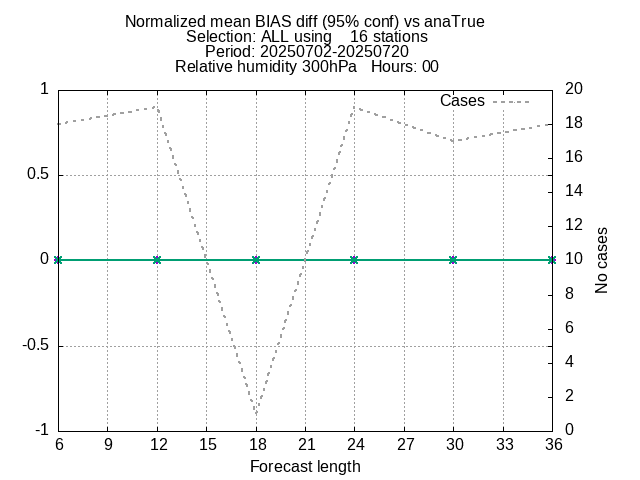 Normalized mean BIAS diff (95% conf) vs anaTrue
Selection: ALL using    16 stations
Period: 20250702-20250720
Relative humidity 300hPa   Hours: 00
Cases
1
0.5
0
-0.5
-1
20
18
16
14
12
10
8
6
4
2
0
No cases
6 9 12 15 18 21 24 27 30 33 36
Forecast length